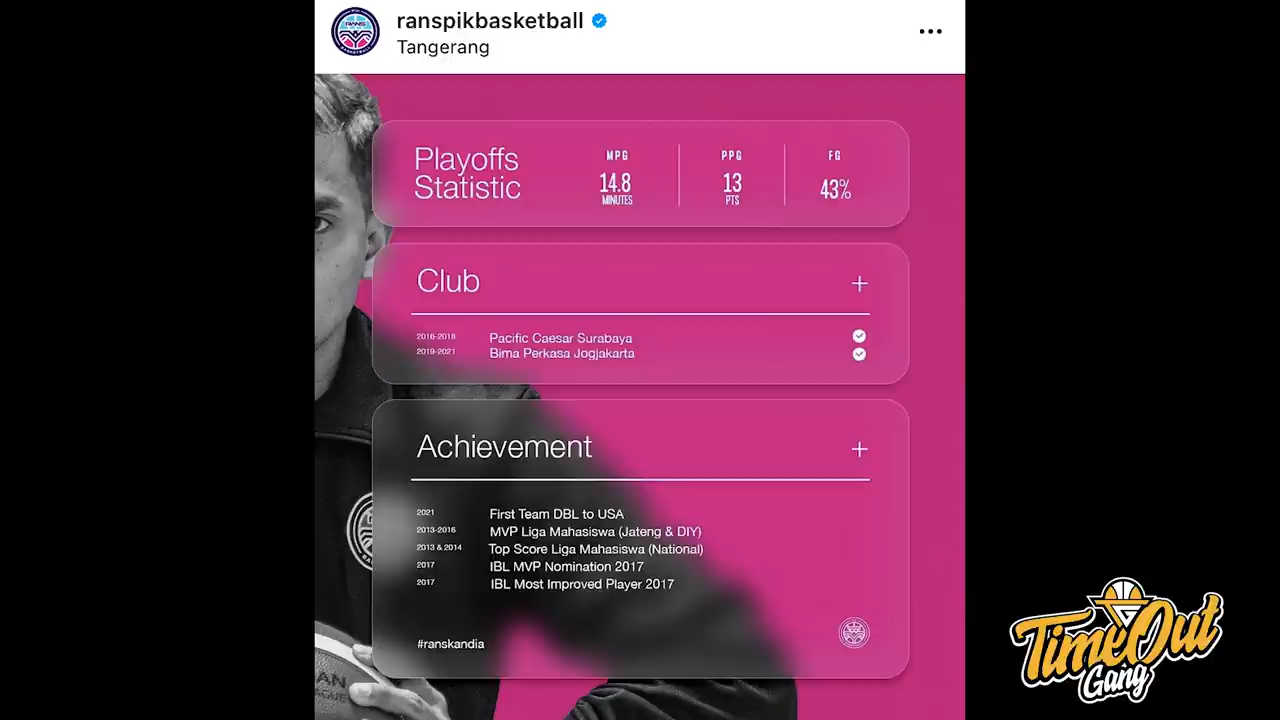 ranspikbasketball
Tangerang
Playoffs
Statistic
MPG
14.8
MINUTES
PPG
13
PTS
FG
43%
Club
2016-2018
Pacific Caesar Surabaya
2019-2021
Bima Perkasa Jogjakarta
Achievement
2021
First Team DBL to USA
2013-2016
MVP Liga Mahasiswa (Jateng & DIY)
2013 & 2014
Top Score Liga Mahasiswa (National)
2017
IBL MVP Nomination 2017
2017
IBL Most Improved Player 2017
#ranskandia
TimeOut
Gang